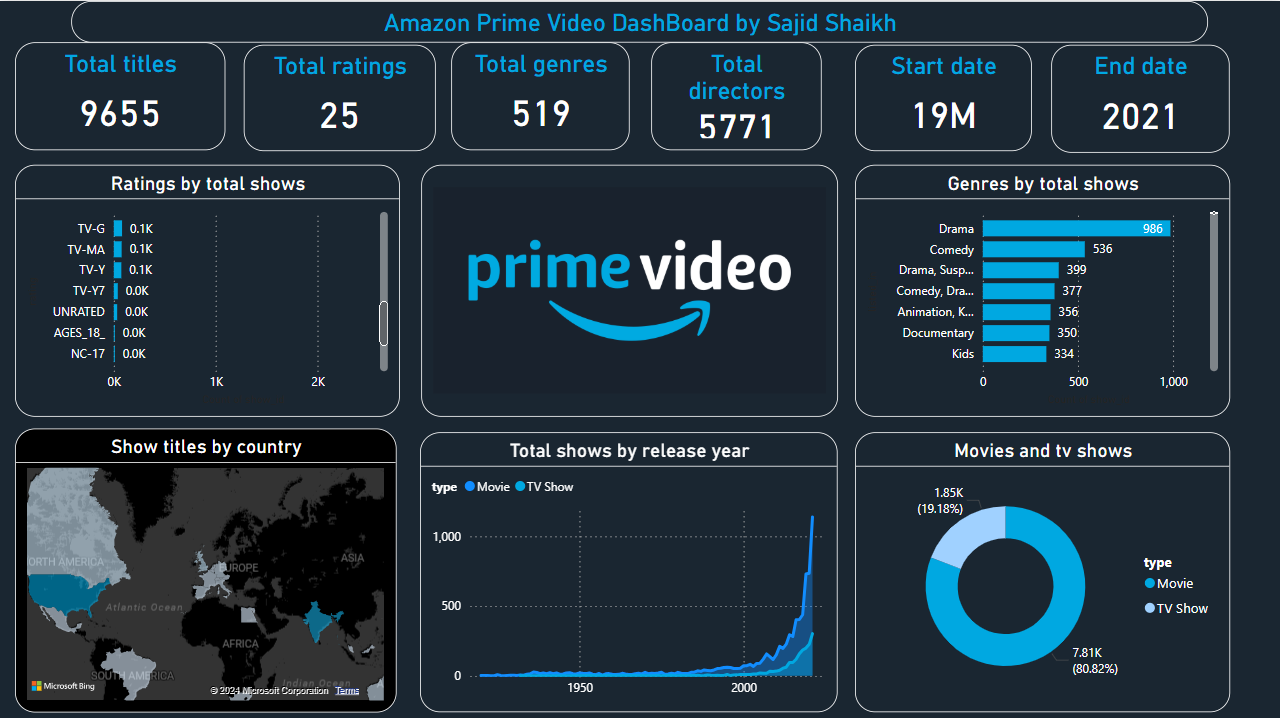 Amazon Prime Video DashBoard by Sajid Shaikh
Total titles
9655
Total ratings
25
Total genres
519
Total
directors
5771
Start date
19M
End date
2021
Ratings by total shows
TV-G 0.1K
TV-MA 0.1K
TV-Y 0.1K
TV-Y7 0.0K
UNRATED 0.0K
AGES_18_ 0.0K
NC-17 0.0K
0K 1K 2K
prime video
Genres by total shows
Drama 986
Comedy 536
Drama, Susp... 399
Comedy, Dra... 377
Animation, K... 356
Documentary 350
Kids 334
0 500 1,000
Show titles by country
ORTH AMERICA
EUROPE
ASIA
Atlantic Ocean
AFRICA
SOUTH AMERICA
Indian Ocean
Microsoft Bing
© 2024 Microsoft Corporation Terms
Total shows by release year
type Movie TV Show
1,000
500
0
1950 2000
Movies and tv shows
1.85K
(19.18%)
type
Movie
TV Show
7.81K
(80.82%)